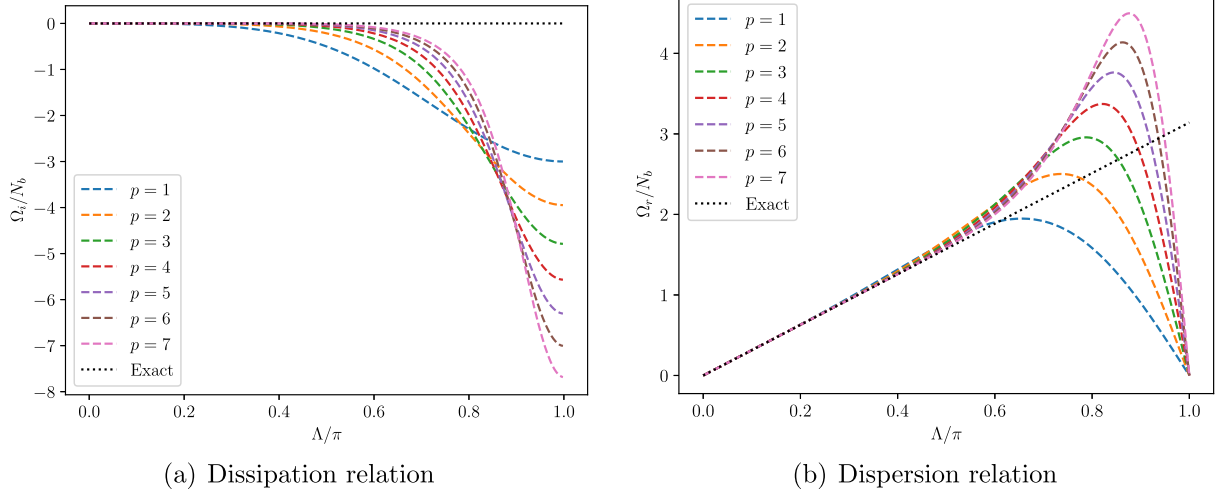 0
−1
−2
−3
−4
−5
−6
−7
−8
Ω_i/N_b
p = 1
p = 2
p = 3
p = 4
p = 5
p = 6
p = 7
Exact
0.0 0.2 0.4 0.6 0.8 1.0
Λ/π
(a) Dissipation relation
4
3
2
1
0
Ω_r/N_b
p = 1
p = 2
p = 3
p = 4
p = 5
p = 6
p = 7
Exact
0.0 0.2 0.4 0.6 0.8 1.0
Λ/π
(b) Dispersion relation